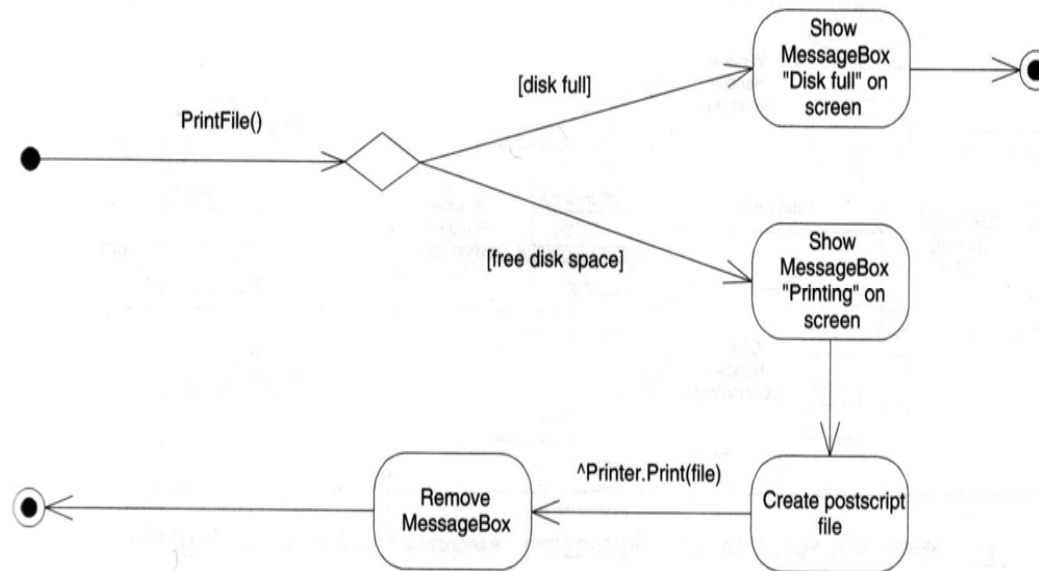 Show
MessageBox
"Disk full" on
screen
[disk full]
PrintFile()
[free disk space]
Show
MessageBox
"Printing" on
screen
^Printer.Print(file)
Remove
MessageBox
Create postscript
file